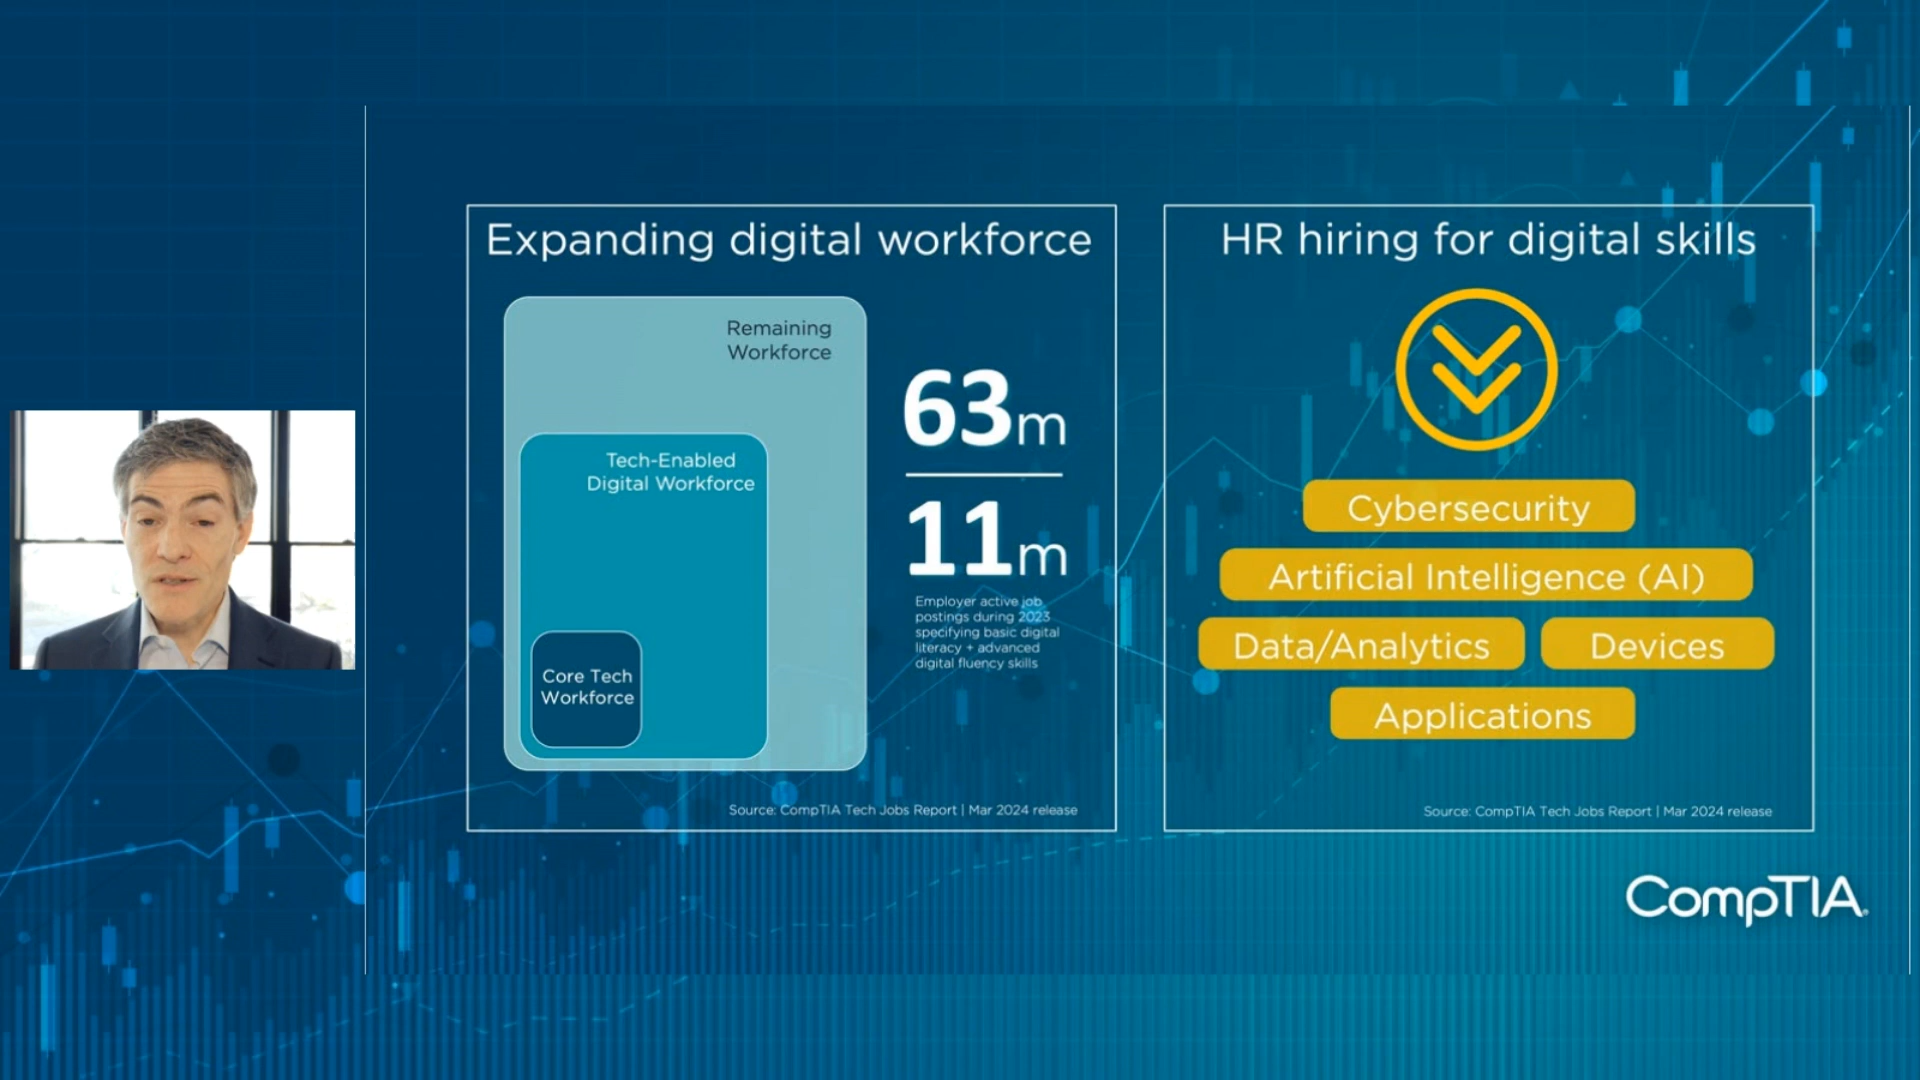 Expanding digital workforce
Remaining
Workforce
Tech-Enabled
Digital Workforce
Core Tech
Workforce
63m
11m
Employer active job
postings during 2023
specifying basic digital
literacy + advanced
digital fluency skills
Source: CompTIA Tech Jobs Report | Mar 2024 release
HR hiring for digital skills
Cybersecurity
Artificial Intelligence (AI)
Data/Analytics
Devices
Applications
Source: CompTIA Tech Jobs Report | Mar 2024 release
CompTIA®